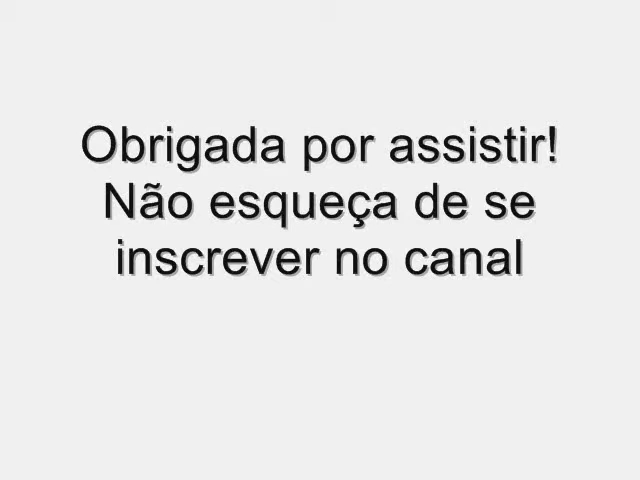 Obrigada por assistir!
Não esqueça de se
inscrever no canal